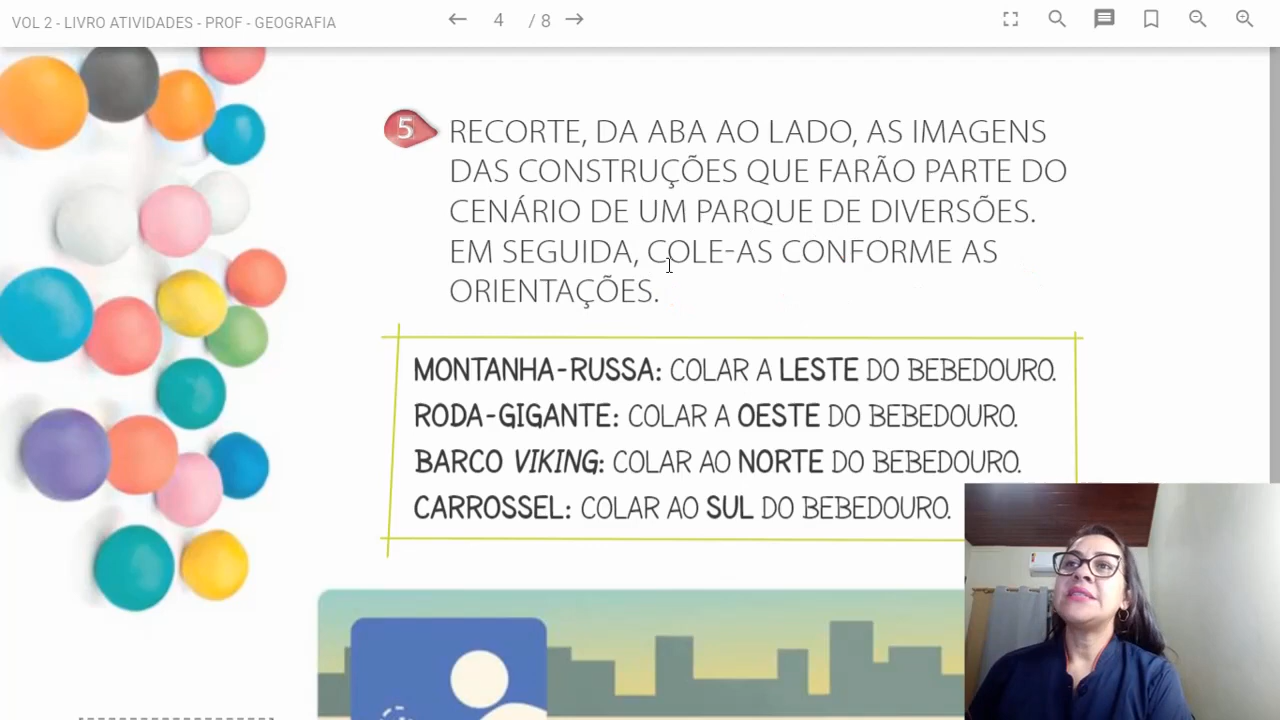 VOL 2 - LIVRO ATIVIDADES - PROF - GEOGRAFIA
4 / 8
5
RECORTE, DA ABA AO LADO, AS IMAGENS
DAS CONSTRUÇÕES QUE FARÃO PARTE DO
CENÁRIO DE UM PARQUE DE DIVERSÕES.
EM SEGUIDA, COLE-AS CONFORME AS
ORIENTAÇÕES.
MONTANHA-RUSSA: COLAR A LESTE DO BEBEDOURO.
RODA-GIGANTE: COLAR A OESTE DO BEBEDOURO.
BARCO VIKING: COLAR AO NORTE DO BEBEDOURO.
CARROSSEL: COLAR AO SUL DO BEBEDOURO.